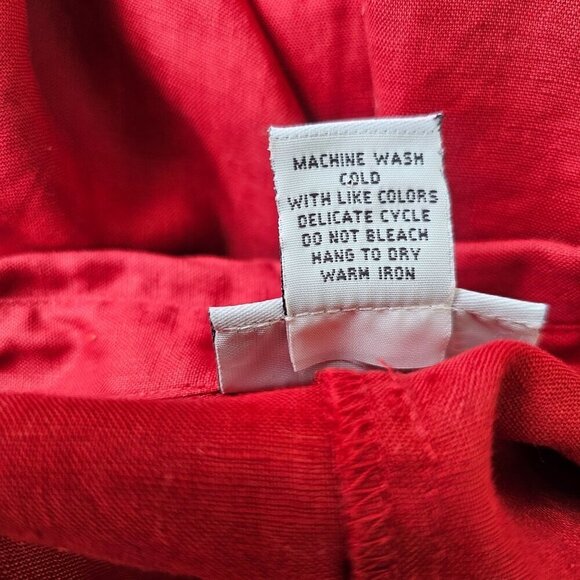 MACHINE WASH
COLD
WITH LIKE COLORS
DELICATE CYCLE
DO NOT BLEACH
HANG TO DRY
WARM IRON